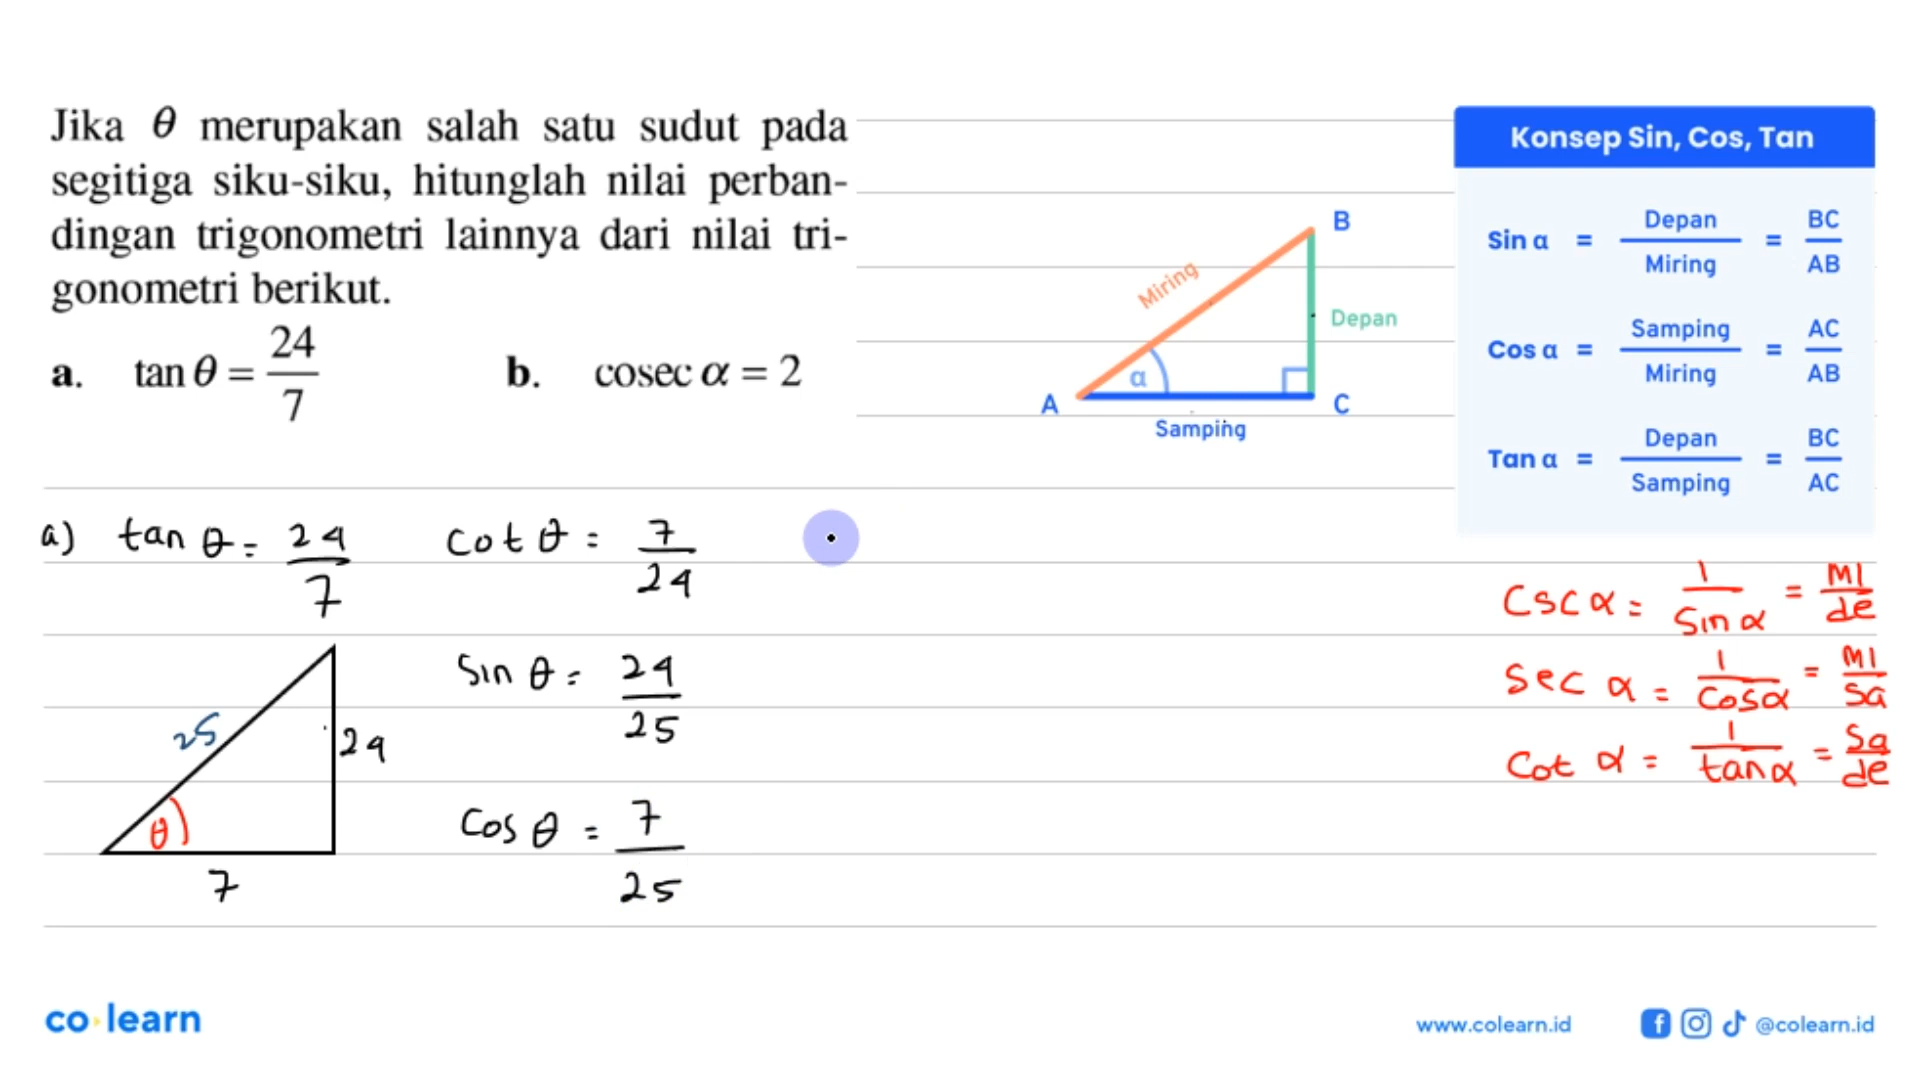 Jika θ merupakan salah satu sudut pada
segitiga siku-siku, hitunglah nilai perban-
dingan trigonometri lainnya dari nilai tri-
gonometri berikut.
a. tan θ = 24/7 b. cosec α = 2
B
Miring
Depan
α
A
C
Samping
Konsep Sin, Cos, Tan
Sin α = Depan/Miring = BC/AB
Cos α = Samping/Miring = AC/AB
Tan α = Depan/Samping = BC/AC
a) tan θ = 24/7 cot θ = 7/24
25
24
θ
7
Sin θ = 24/25
Cos θ = 7/25
Csc α = 1/Sin α = MI/de
Sec α = 1/Cos α = MI/Sa
Cot α = 1/tan α = Sa/de
co learn
www.colearn.id
@colearn.id